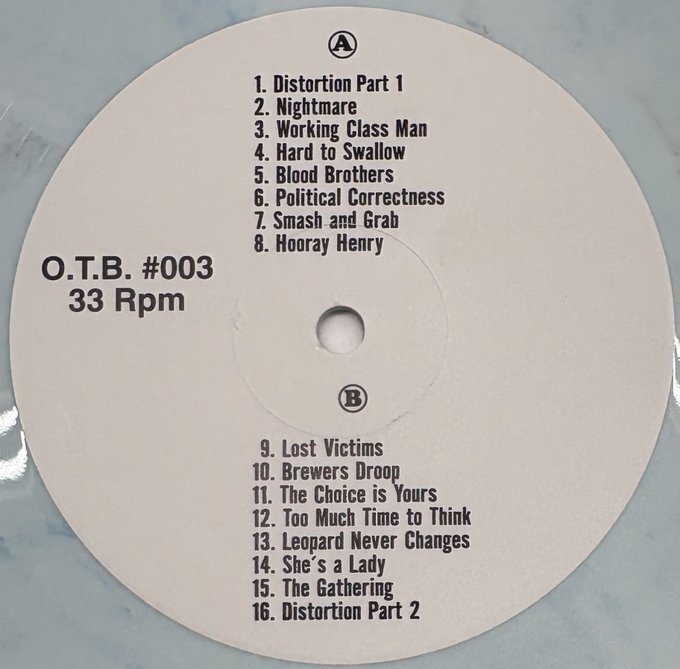 A
1. Distortion Part 1
2. Nightmare
3. Working Class Man
4. Hard to Swallow
5. Blood Brothers
6. Political Correctness
7. Smash and Grab
8. Hooray Henry
O.T.B. #003
33 Rpm
B
9. Lost Victims
10. Brewers Droop
11. The Choice is Yours
12. Too Much Time to Think
13. Leopard Never Changes
14. She's a Lady
15. The Gathering
16. Distortion Part 2